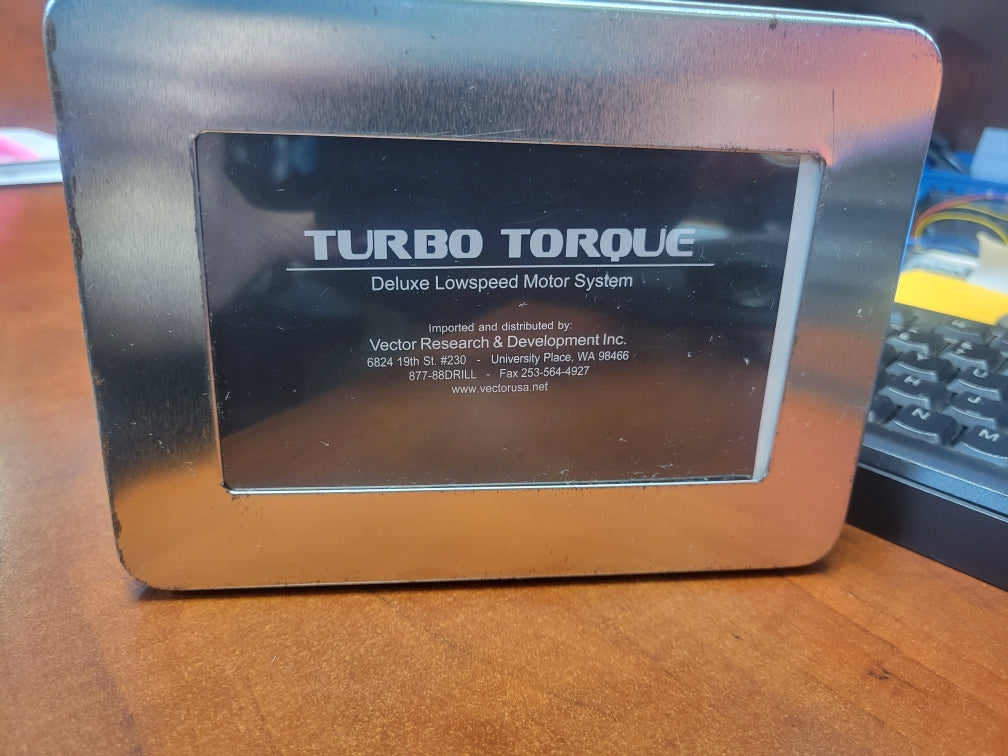 TURBO TORQUE
Deluxe Lowspeed Motor System
Imported and distributed by:
Vector Research & Development Inc.
6824 19th St. #230 - University Place, WA 98466
877-88DRILL - Fax 253-564-4927
www.vectorusa.net
H
N
J
M